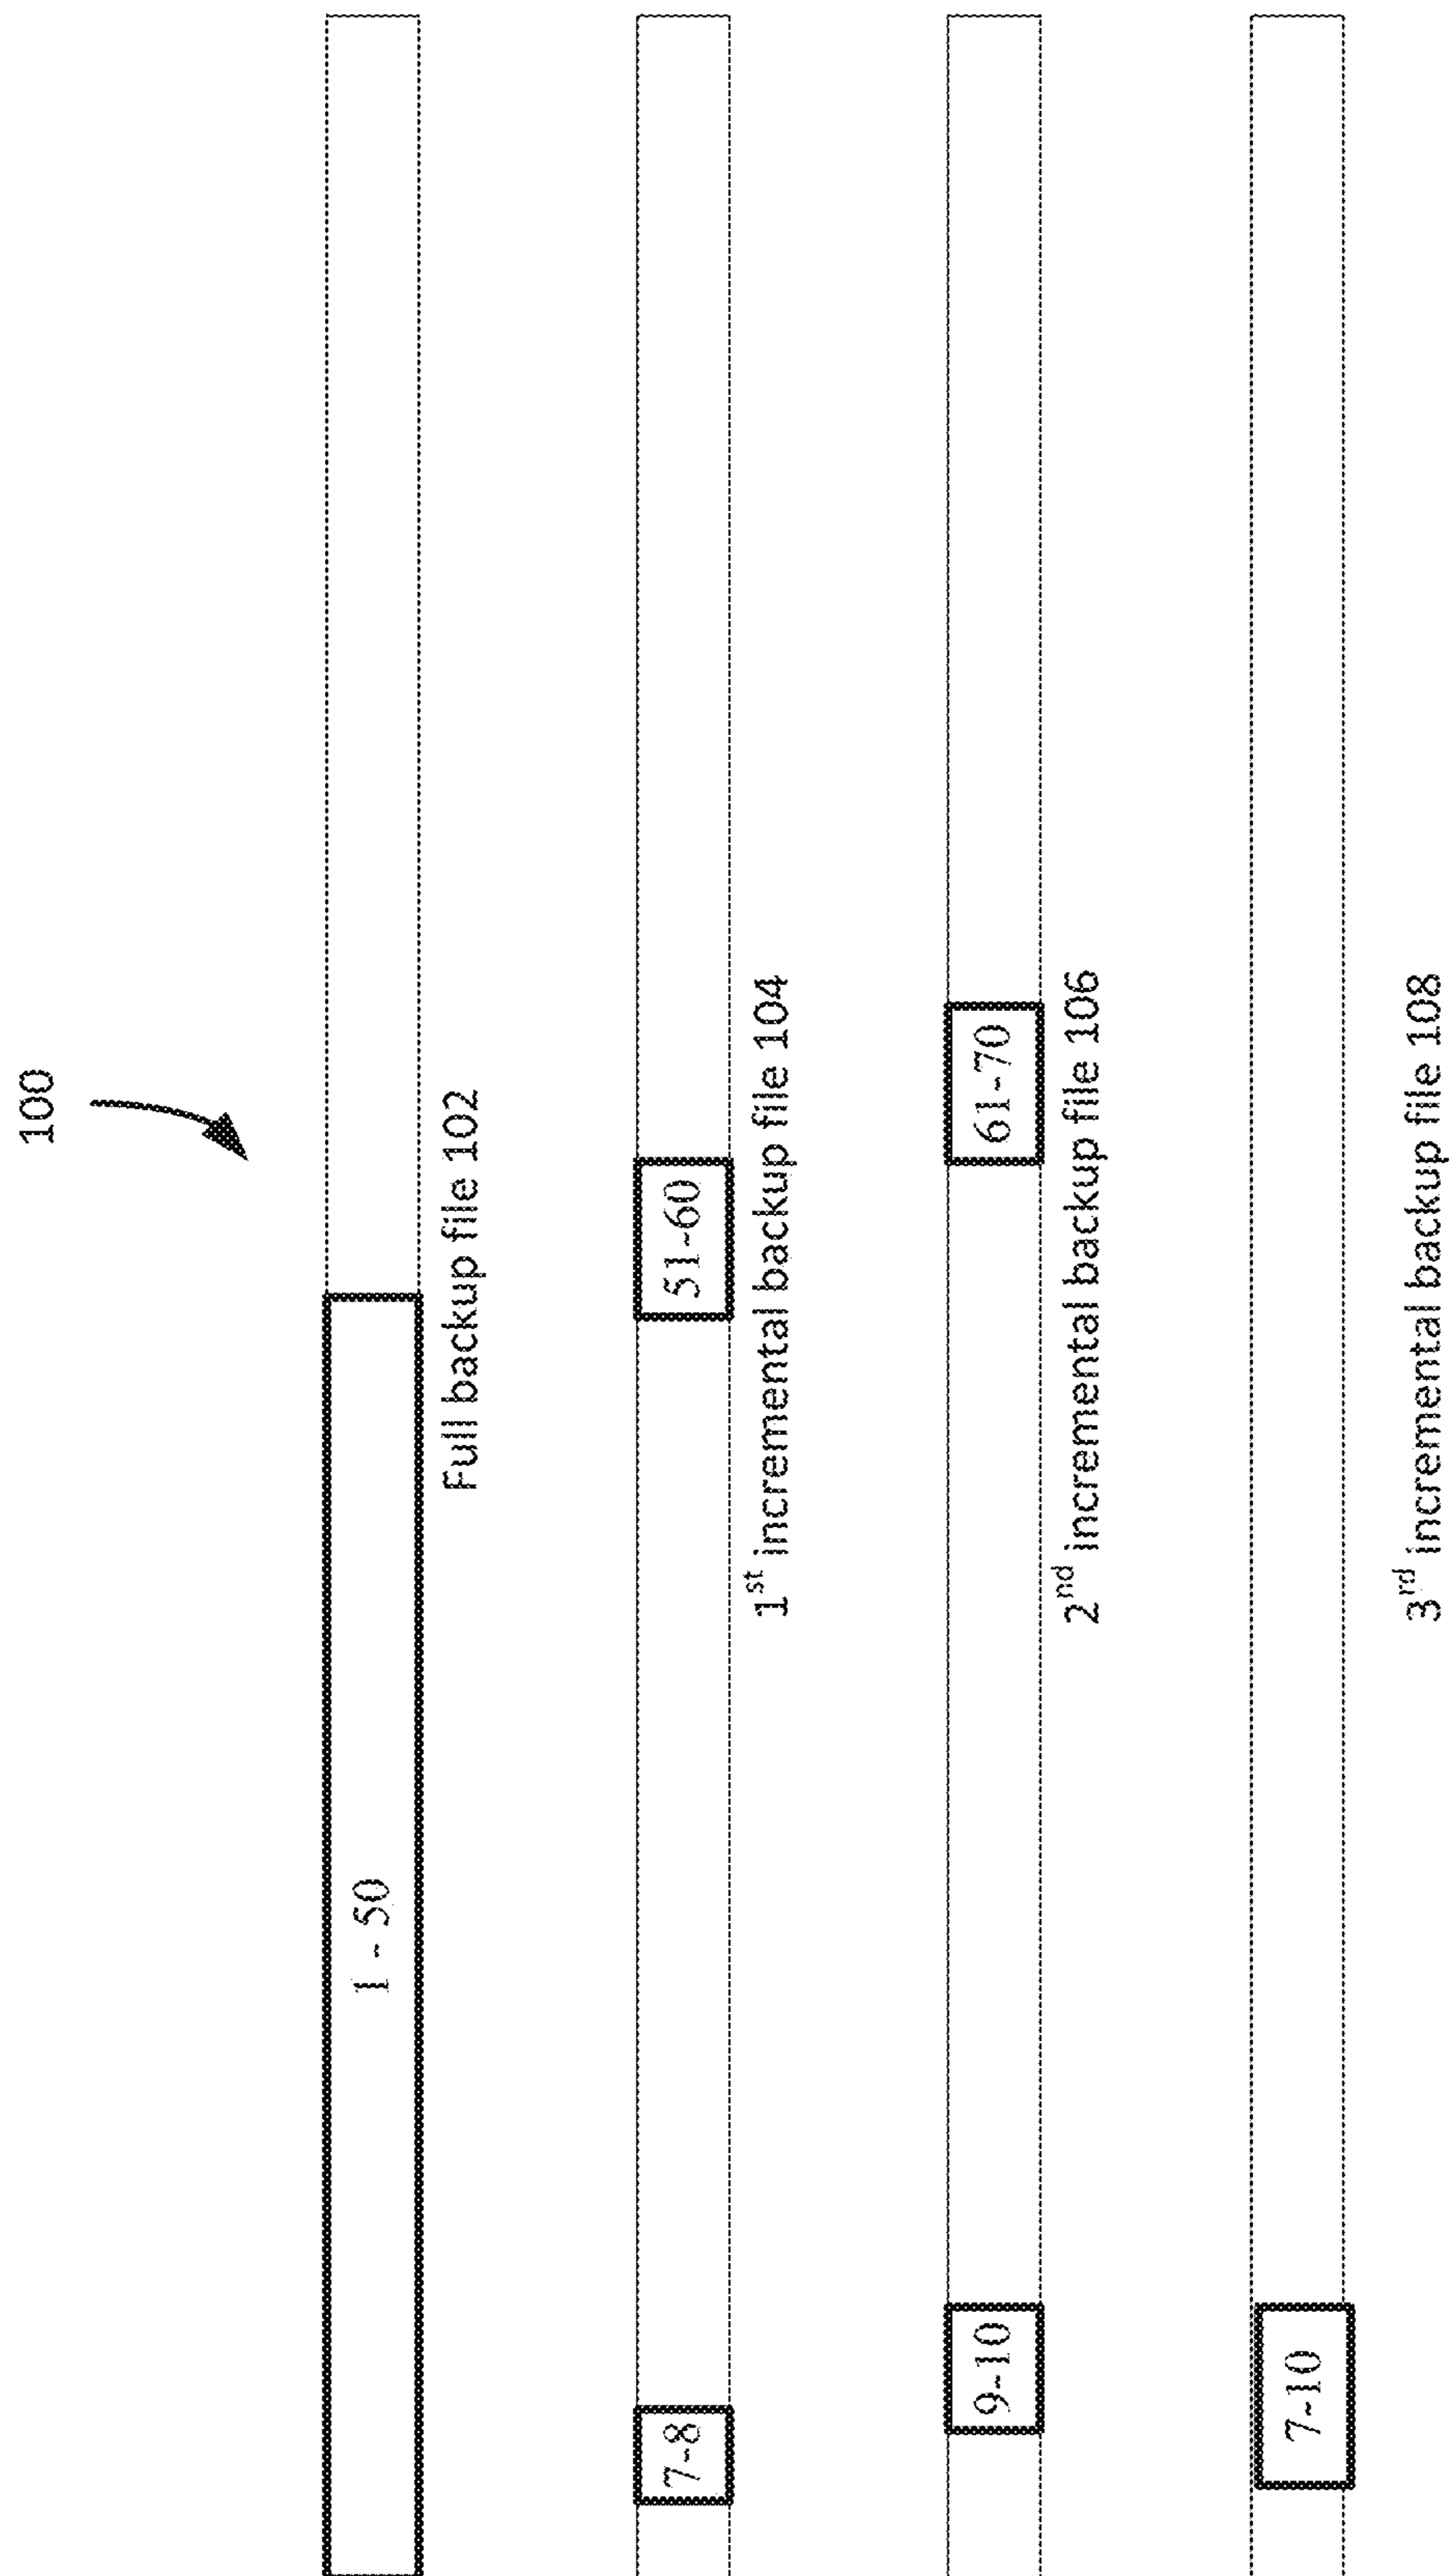 100
1 - 50
Full backup file 102
7-8
51-60
1st incremental backup file 104
9-10
61-70
2nd incremental backup file 106
7-10
3rd incremental backup file 108